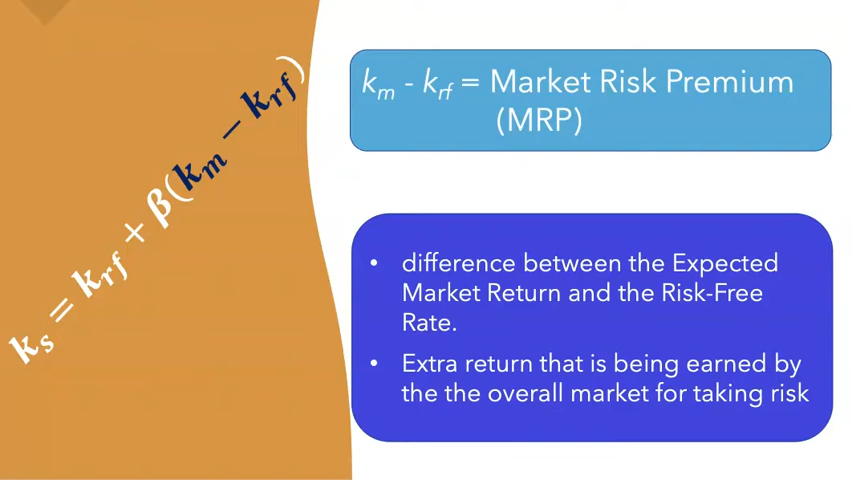 kₛ = kᵣf + β(kₘ − kᵣf)
kₘ - kᵣf = Market Risk Premium
(MRP)
• difference between the Expected
Market Return and the Risk-Free
Rate.
• Extra return that is being earned by
the the overall market for taking risk